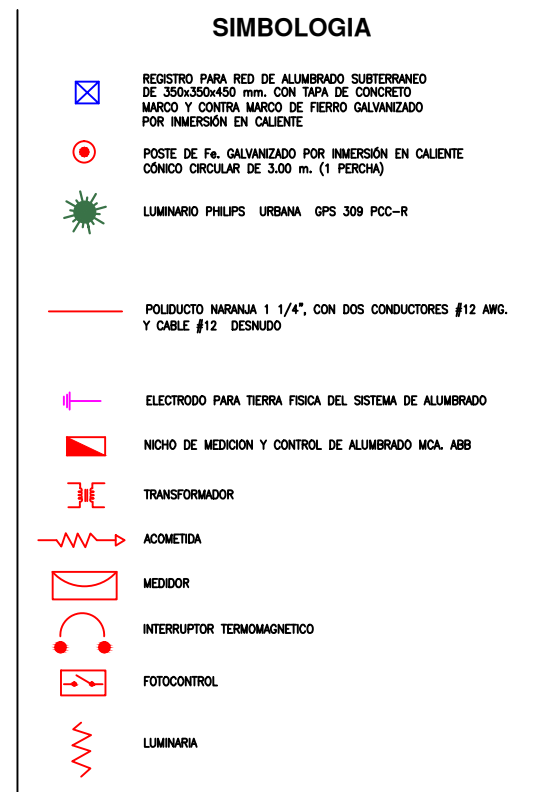 SIMBOLOGIA
REGISTRO PARA RED DE ALUMBRADO SUBTERRANEO
DE 350x350x450 mm. CON TAPA DE CONCRETO
MARCO Y CONTRA MARCO DE FIERRO GALVANIZADO
POR INMERSIÓN EN CALIENTE
POSTE DE Fe. GALVANIZADO POR INMERSIÓN EN CALIENTE
CÓNICO CIRCULAR DE 3.00 m. (1 PERCHA)
LUMINARIO PHILIPS URBANA GPS 309 PCC-R
POLIDUCTO NARANJA 1 1/4", CON DOS CONDUCTORES #12 AWG.
Y CABLE #12 DESNUDO
ELECTRODO PARA TIERRA FISICA DEL SISTEMA DE ALUMBRADO
NICHO DE MEDICION Y CONTROL DE ALUMBRADO MCA. ABB
TRANSFORMADOR
ACOMETIDA
MEDIDOR
INTERRUPTOR TERMOMAGNETICO
FOTOCONTROL
LUMINARIA